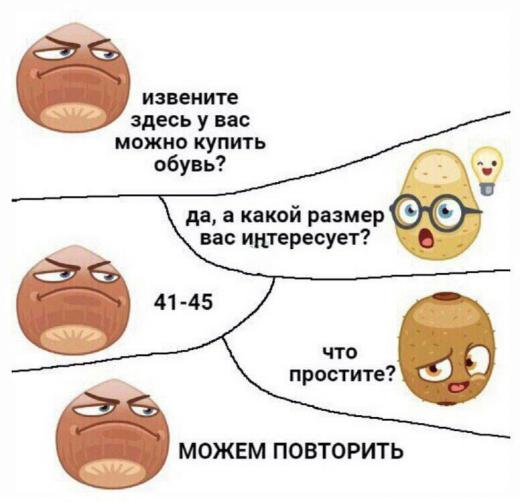 извените
здесь у вас
можно купить
обувь?
да, а какой размер
вас интересует?
41-45
что
простите?
МОЖЕМ ПОВТОРИТЬ